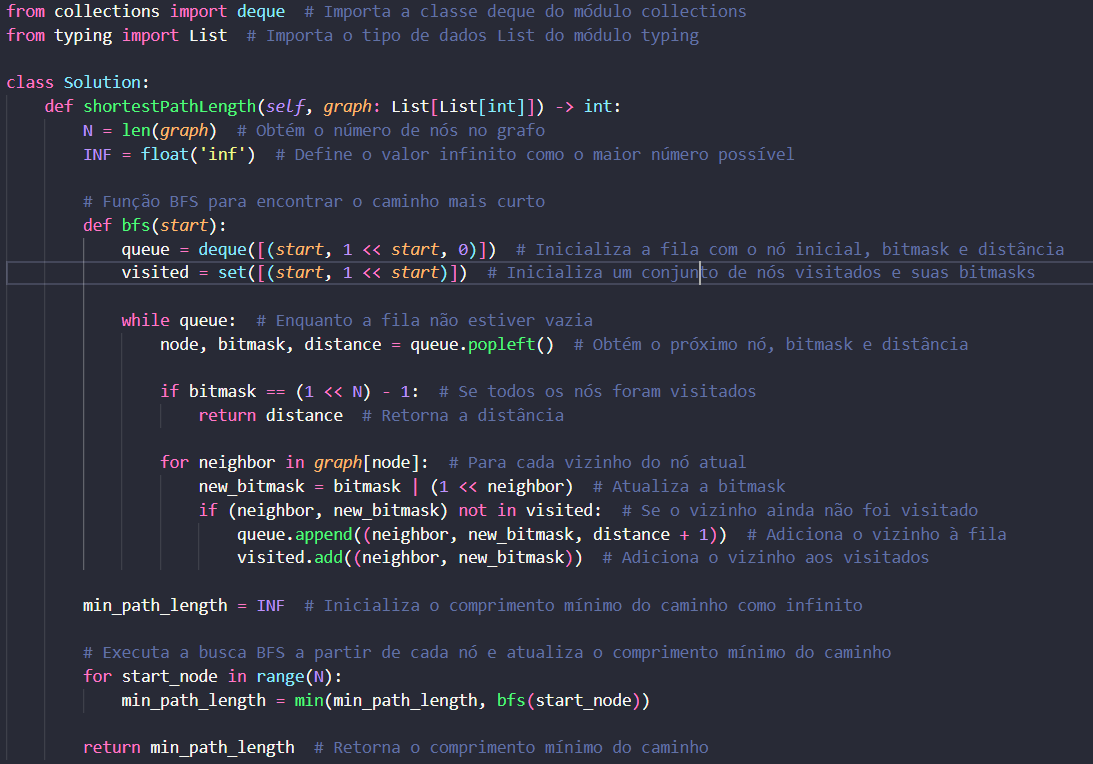 from collections import deque  # Importa a classe deque do módulo collections
from typing import List  # Importa o tipo de dados List do módulo typing

class Solution:
    def shortestPathLength(self, graph: List[List[int]]) -> int:
        N = len(graph)  # Obtém o número de nós no grafo
        INF = float('inf')  # Define o valor infinito como o maior número possível

        # Função BFS para encontrar o caminho mais curto
        def bfs(start):
            queue = deque([(start, 1 << start, 0)])  # Inicializa a fila com o nó inicial, bitmask e distância
            visited = set([(start, 1 << start)])  # Inicializa um conjunto de nós visitados e suas bitmasks

            while queue:  # Enquanto a fila não estiver vazia
                node, bitmask, distance = queue.popleft()  # Obtém o próximo nó, bitmask e distância

                if bitmask == (1 << N) - 1:  # Se todos os nós foram visitados
                    return distance  # Retorna a distância

                for neighbor in graph[node]:  # Para cada vizinho do nó atual
                    new_bitmask = bitmask | (1 << neighbor)  # Atualiza a bitmask
                    if (neighbor, new_bitmask) not in visited:  # Se o vizinho ainda não foi visitado
                        queue.append((neighbor, new_bitmask, distance + 1))  # Adiciona o vizinho à fila
                        visited.add((neighbor, new_bitmask))  # Adiciona o vizinho aos visitados

        min_path_length = INF  # Inicializa o comprimento mínimo do caminho como infinito

        # Executa a busca BFS a partir de cada nó e atualiza o comprimento mínimo do caminho
        for start_node in range(N):
            min_path_length = min(min_path_length, bfs(start_node))

        return min_path_length  # Retorna o comprimento mínimo do caminho